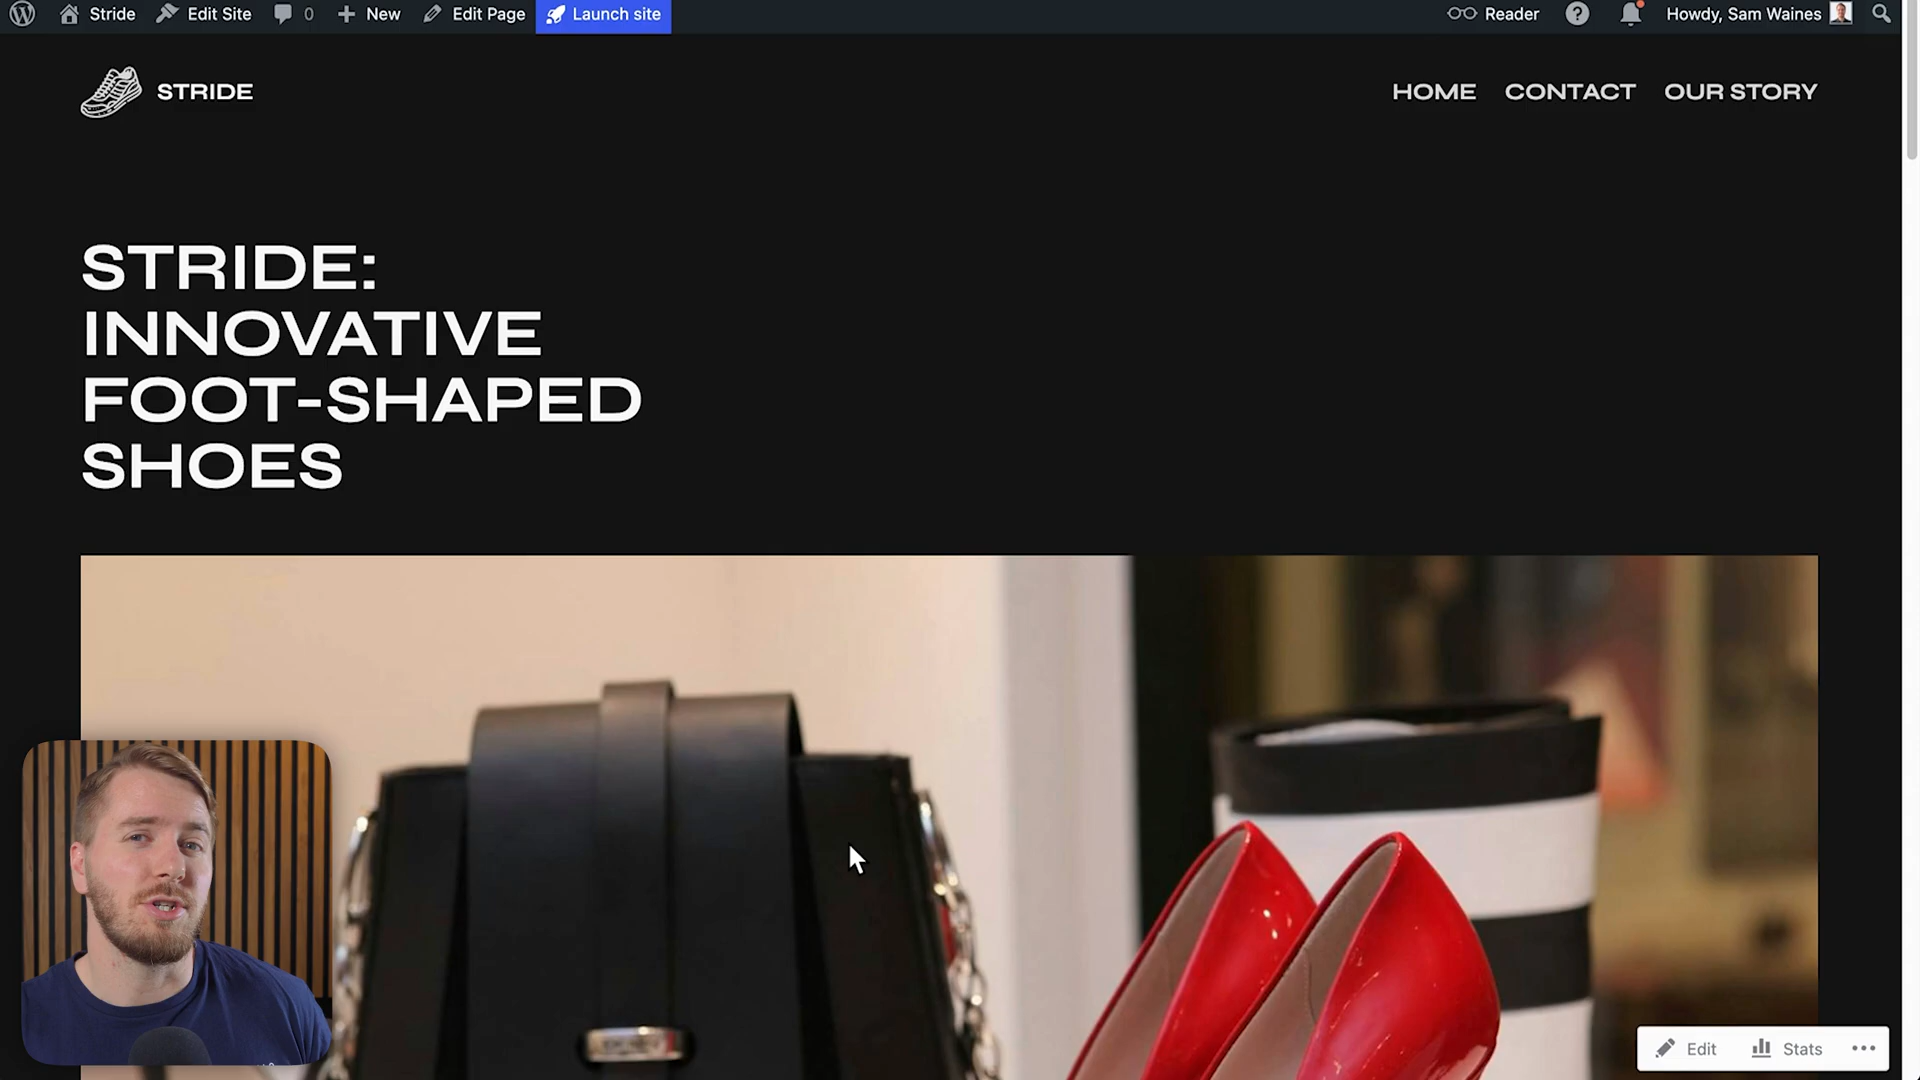 Stride
Edit Site
0
New
Edit Page
Launch site
Reader
?
Howdy, Sam Waines
STRIDE
HOME
CONTACT
OUR STORY
STRIDE:
INNOVATIVE
FOOT-SHAPED
SHOES
Edit
Stats